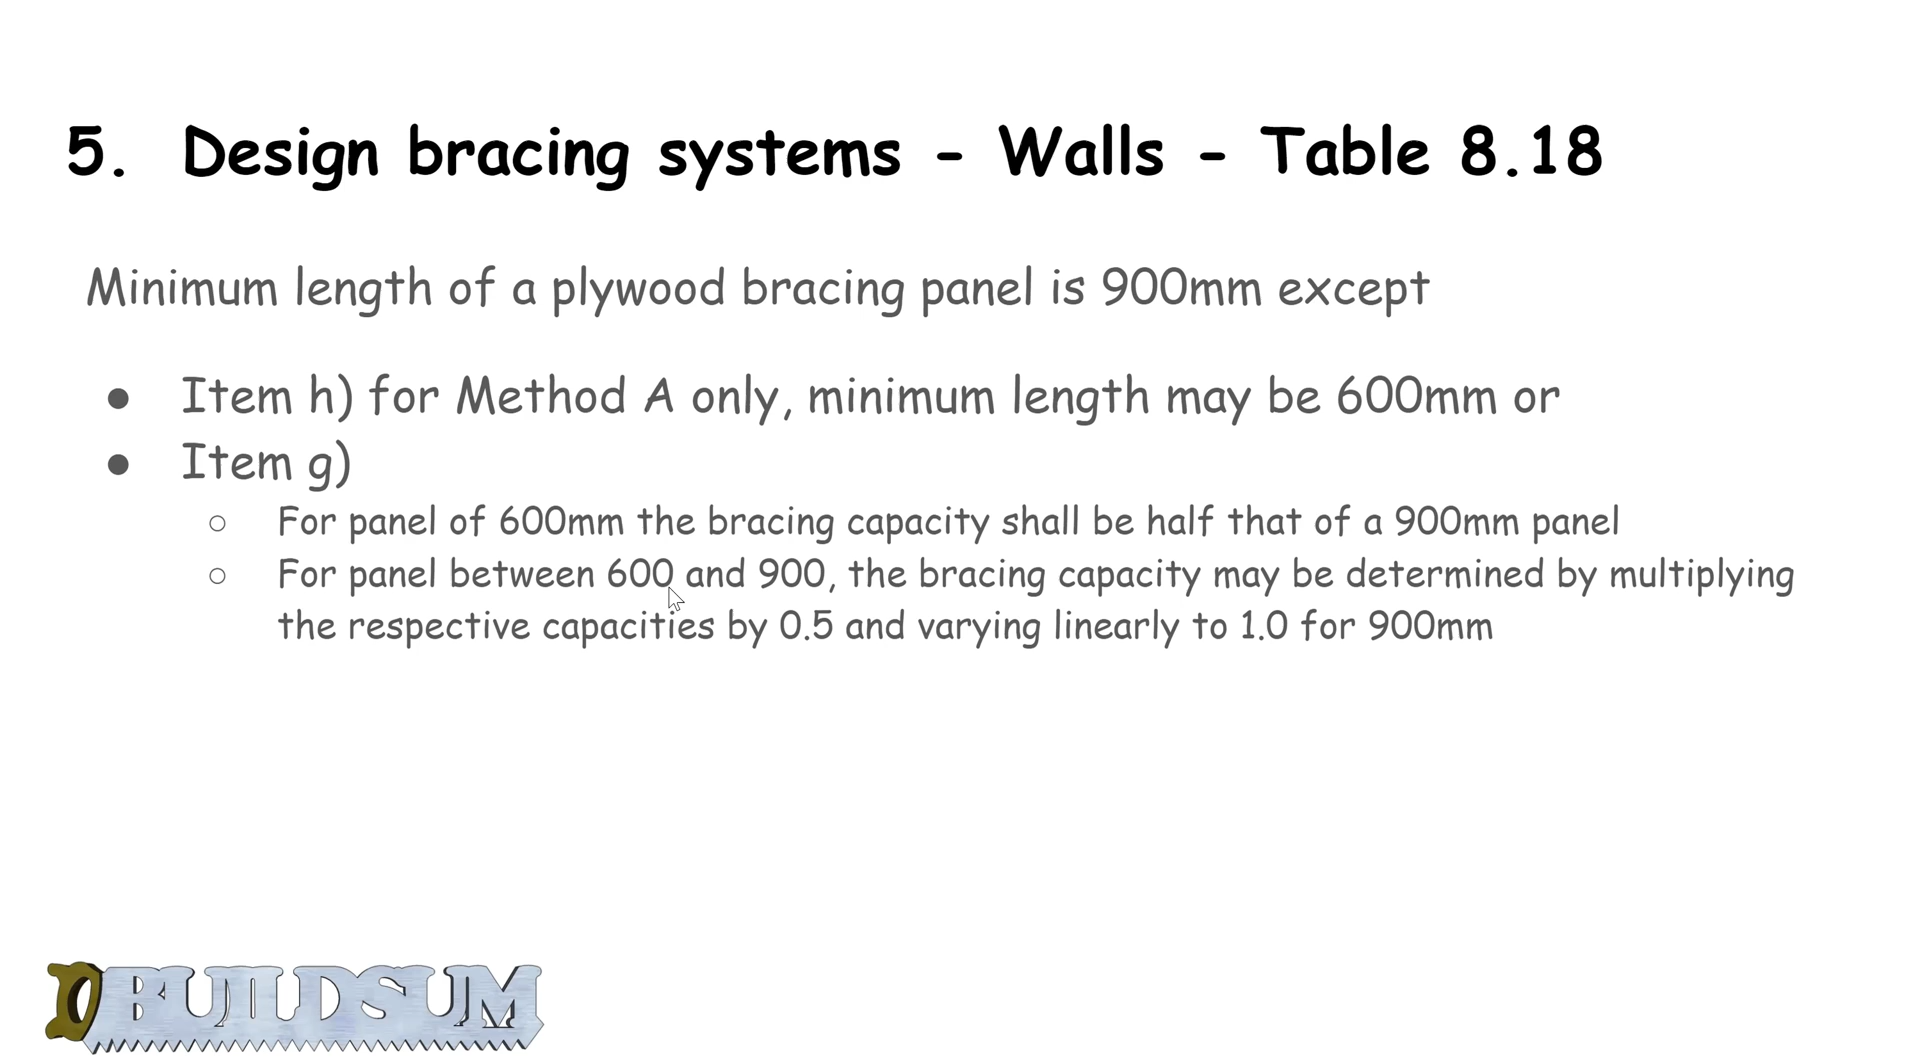 5. Design bracing systems - Walls - Table 8.18
Minimum length of a plywood bracing panel is 900mm except
● Item h) for Method A only, minimum length may be 600mm or
● Item g)
○ For panel of 600mm the bracing capacity shall be half that of a 900mm panel
○ For panel between 600 and 900, the bracing capacity may be determined by multiplying
the respective capacities by 0.5 and varying linearly to 1.0 for 900mm
BUILDSUM